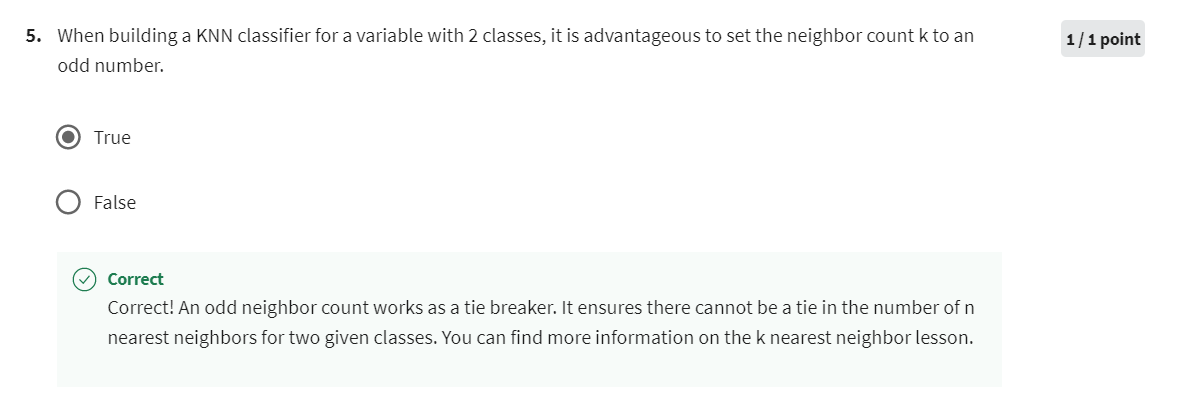 5. When building a KNN classifier for a variable with 2 classes, it is advantageous to set the neighbor count k to an
odd number.
1 / 1 point
True
False
Correct
Correct! An odd neighbor count works as a tie breaker. It ensures there cannot be a tie in the number of n
nearest neighbors for two given classes. You can find more information on the k nearest neighbor lesson.